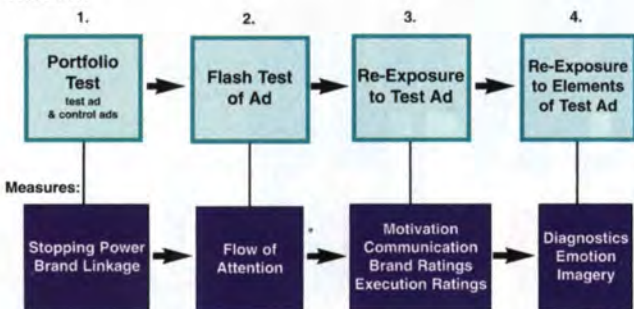 1.
2.
3.
4.
Portfolio
Test
test ad
& control ads
Flash Test
of Ad
Re-Exposure
to Test Ad
Re-Exposure
to Elements
of Test Ad
Measures:
Stopping Power
Brand Linkage
Flow of
Attention
Motivation
Communication
Brand Ratings
Execution Ratings
Diagnostics
Emotion
Imagery